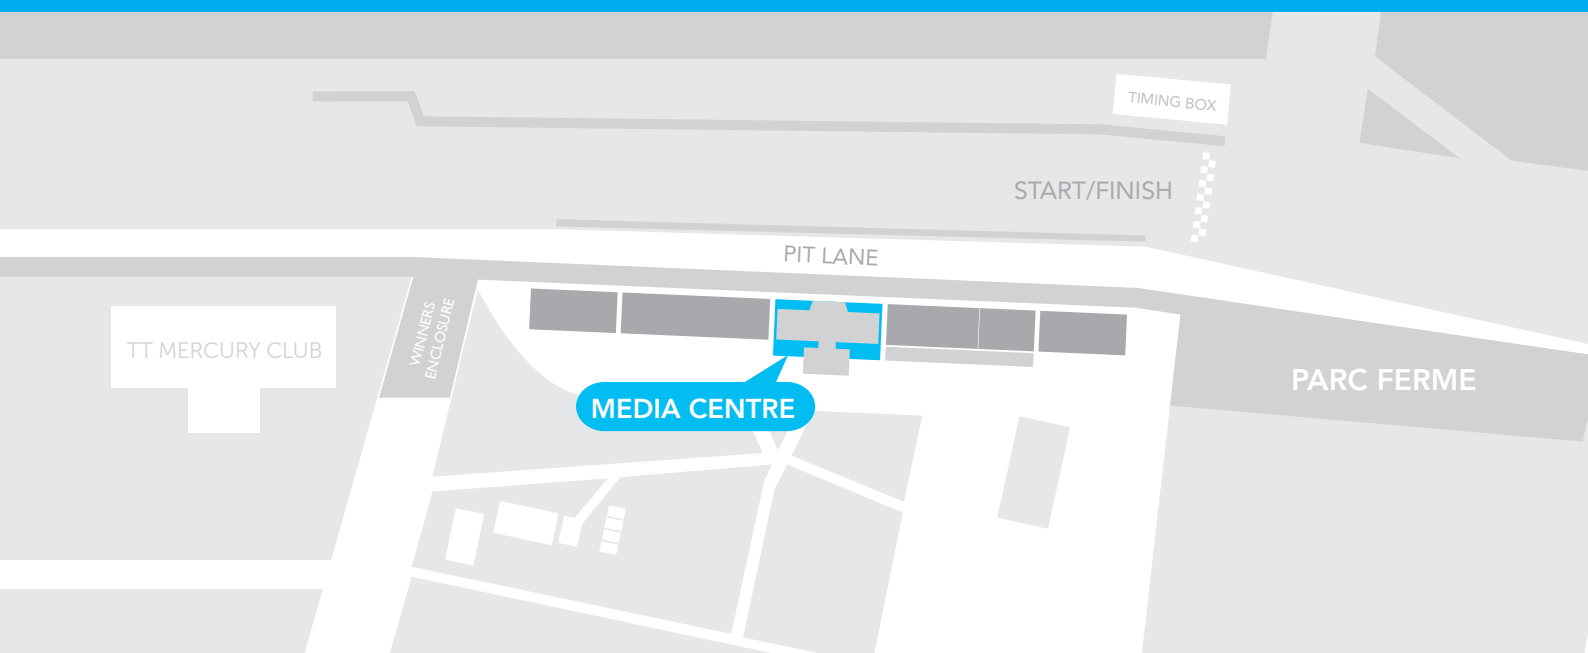 TIMING BOX
START/FINISH
PIT LANE
WINNERS
ENCLOSURE
TT MERCURY CLUB
PARC FERME
MEDIA CENTRE